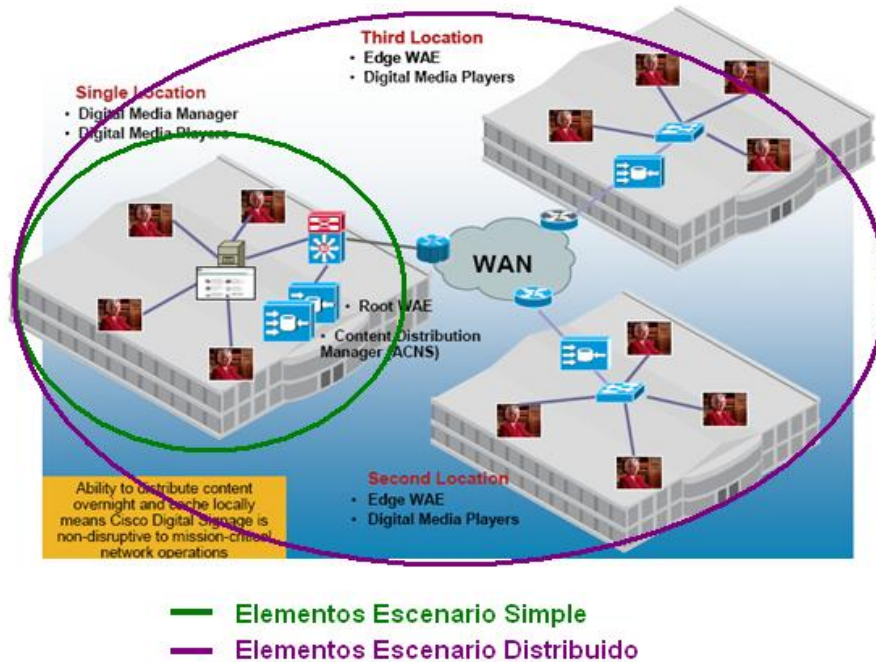 Third Location
• Edge WAE
• Digital Media Players
Single Location
• Digital Media Manager
• Digital Media Players
WAN
• Root WAE
• Content Distribution
Manager (ACNS)
Second Location
• Edge WAE
• Digital Media Players
Ability to distribute content
overnight and cache locally
means Cisco Digital Signage is
non-disruptive to mission-critical
network operations
Elementos Escenario Simple
Elementos Escenario Distribuido